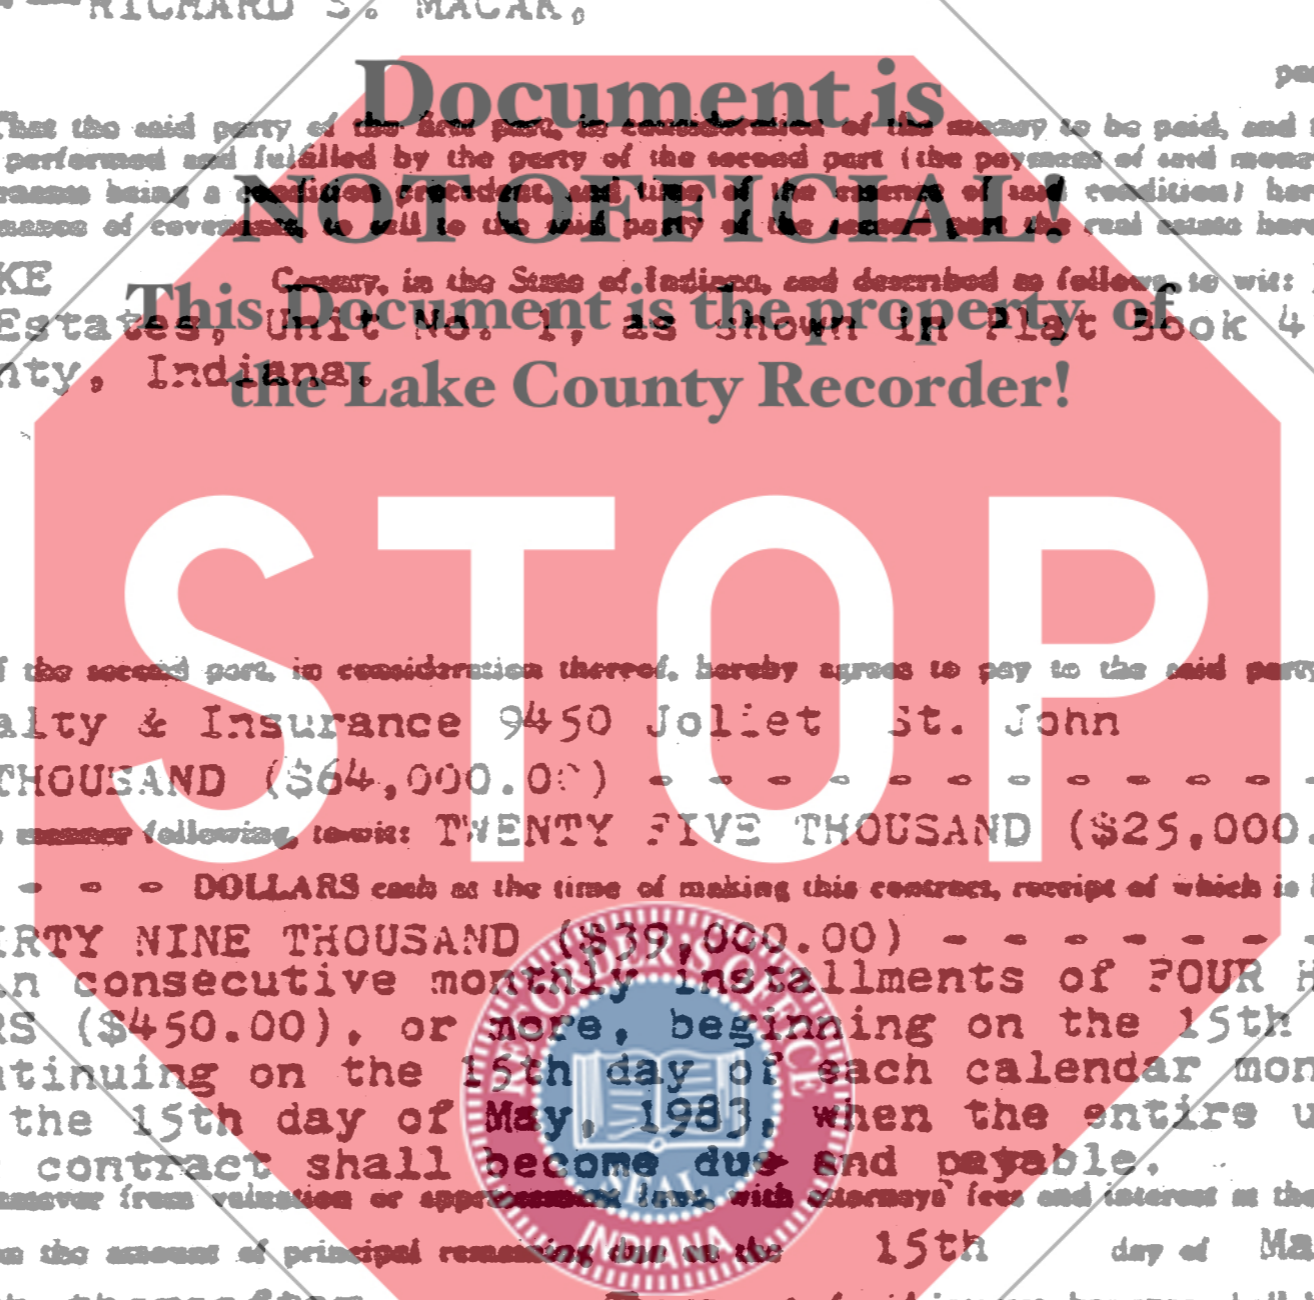 RICHARD S. MACAK,
Document is
That the said party of the first part, in consideration of the money to be paid, and
performed and fulfilled by the party of the second part (the payment of said money
being a condition precedent, and time of the essence of said condition)
NOT OFFICIAL!
of covenants to sell to the said party of the second part the real estate
KE County, in the State of Indiana, and described as follows, to wit:
This Document is the property of
Estates, Unit No. 1, as shown in Plat Book 4
nty, Indiana.
the Lake County Recorder!
STOP
the second part, in consideration thereof, hereby agrees to pay to the said party
alty & Insurance 9450 Joliet St. John
THOUSAND ($64,000.00) - - - - - - - - - - -
manner following, to-wit: TWENTY FIVE THOUSAND ($25,000.
- - - DOLLARS cash at the time of making this contract, receipt of which is
RTY NINE THOUSAND ($39,000.00) - - - - - -
n consecutive monthly installments of FOUR H
RS ($450.00), or more, beginning on the 15th
ntinuing on the 15th day of each calendar mon
the 15th day of May, 1983, when the entire u
contract shall become due and payable.
from valuation or appraisement laws, with attorneys' fees and interest at the
on the amount of principal remaining due on the 15th day of Ma
RECORDER'S OFFICE
SEAL
INDIANA